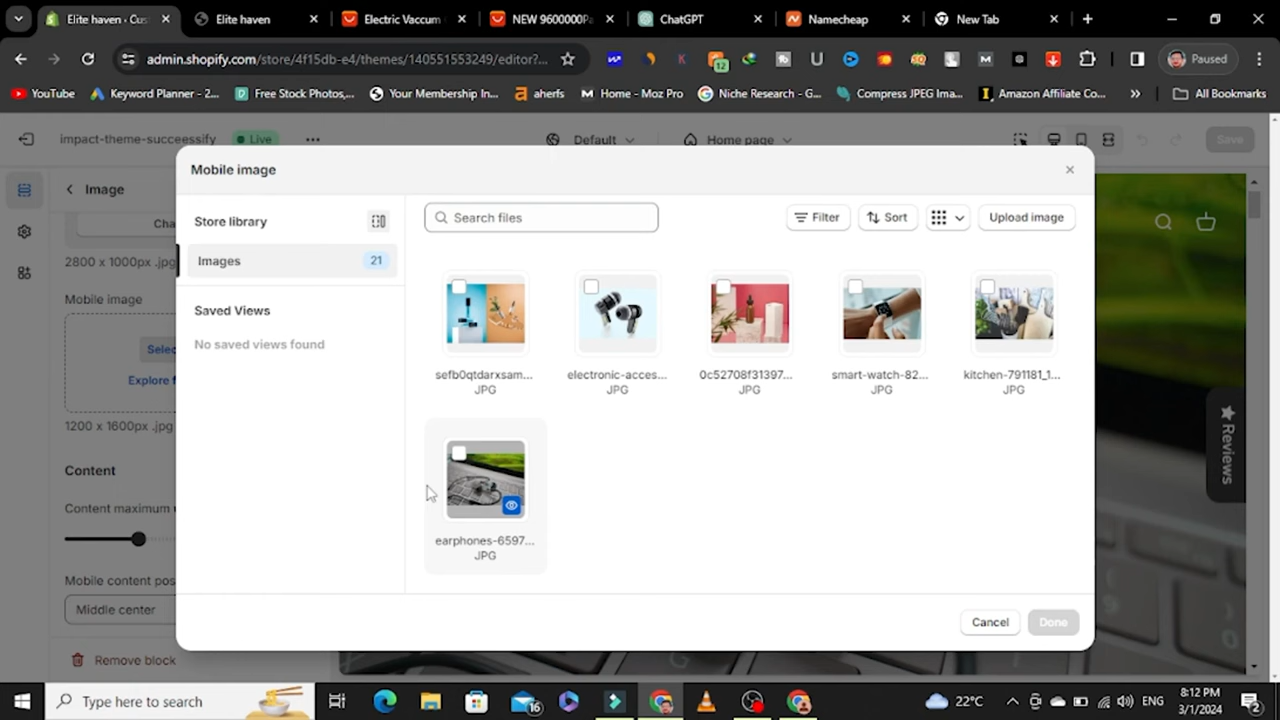 Elite haven · Cus
Elite haven
Electric Vaccum
NEW 9600000Pa
ChatGPT
Namecheap
New Tab
admin.shopify.com/store/4f15db-e4/themes/140551553249/editor?...
12
Paused
YouTube
Keyword Planner - 2...
Free Stock Photos,...
Your Membership In...
aherfs
Home - Moz Pro
Niche Research - G...
Compress JPEG Ima...
Amazon Affiliate Co...
All Bookmarks
impact-theme-succeessify
Live
Default
Home page
Save
Mobile image
Image
Store library
Search files
Filter
Sort
Upload image
Cha
2800 x 1000px .jpg
Images
21
Mobile image
Saved Views
No saved views found
Selec
Explore f
1200 x 1600px .jpg
sefb0qtdarxsam...
JPG
electronic-acces...
JPG
0c52708f31397...
JPG
smart-watch-82...
JPG
kitchen-791181_1...
JPG
Reviews
Content
Content maximum
earphones-6597...
JPG
Mobile content pos
Middle center
Cancel
Done
Remove block
Type here to search
16
22°C
ENG
8:12 PM
3/1/2024
2